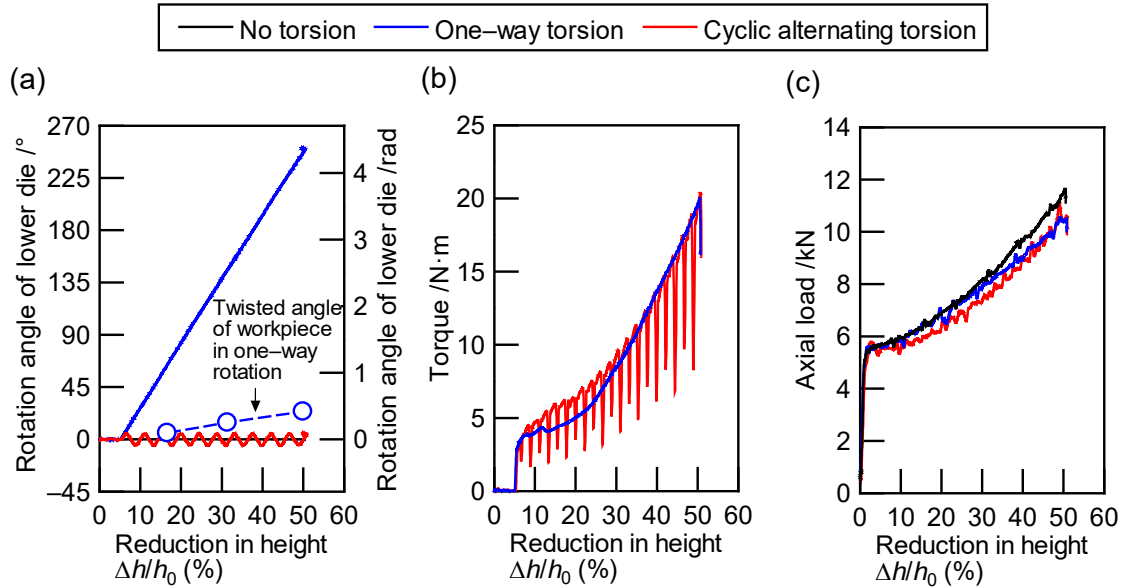 No torsion One–way torsion Cyclic alternating torsion
(a)
Rotation angle of lower die /°
270
225
180
135
90
45
0
–45
4
3
2
1
0
Rotation angle of lower die /rad
Twisted angle
of workpiece
in one–way
rotation
0 10 20 30 40 50 60
Reduction in height
Δh/h0 (%)
(b)
Torque /N·m
25
20
15
10
5
0
0 10 20 30 40 50 60
Reduction in height
Δh/h0 (%)
(c)
Axial load /kN
14
12
10
8
6
4
2
0
0 10 20 30 40 50 60
Reduction in height
Δh/h0 (%)